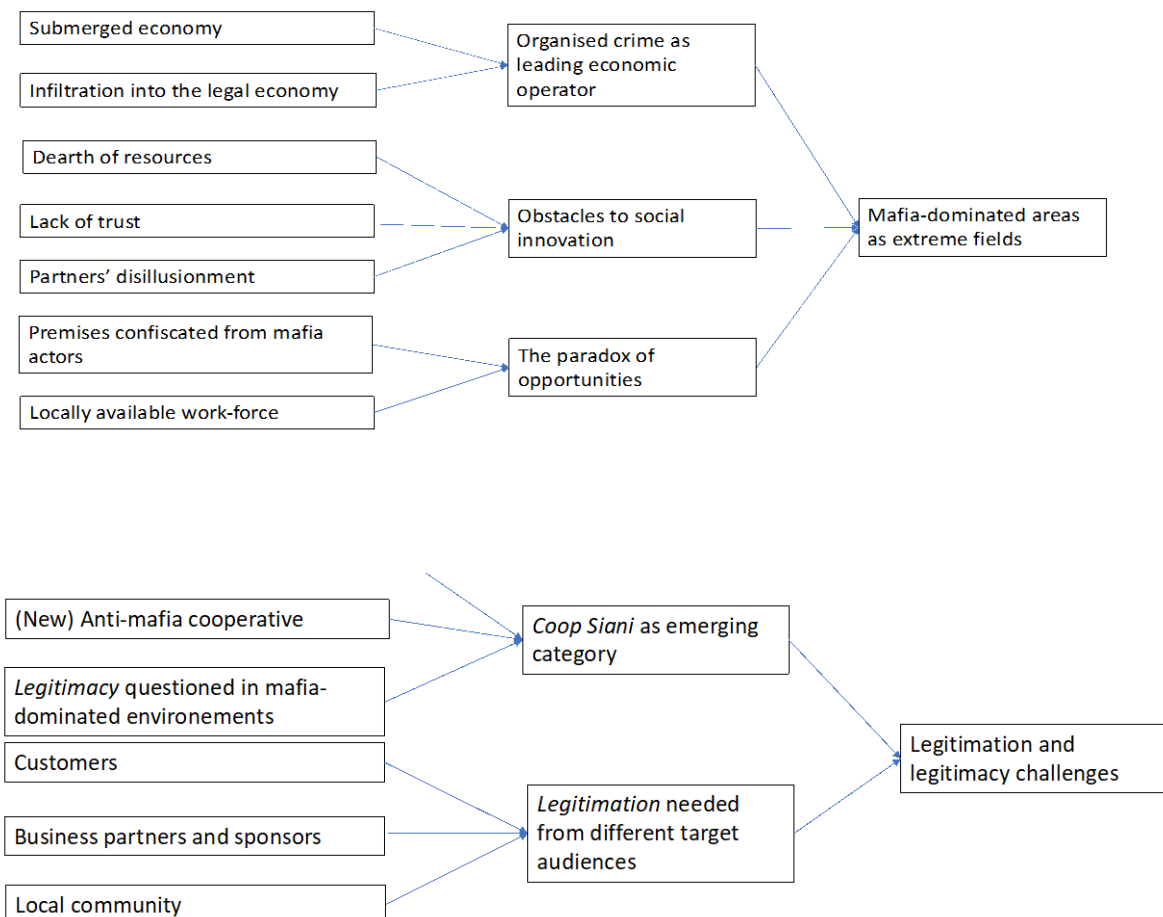 Submerged economy
Infiltration into the legal economy
Organised crime as
leading economic
operator
Dearth of resources
Lack of trust
Partners’ disillusionment
Obstacles to social
innovation
Mafia-dominated areas
as extreme fields
Premises confiscated from mafia
actors
Locally available work-force
The paradox of
opportunities
(New) Anti-mafia cooperative
Legitimacy questioned in mafia-
dominated environements
Coop Siani as emerging
category
Customers
Business partners and sponsors
Local community
Legitimation needed
from different target
audiences
Legitimation and
legitimacy challenges